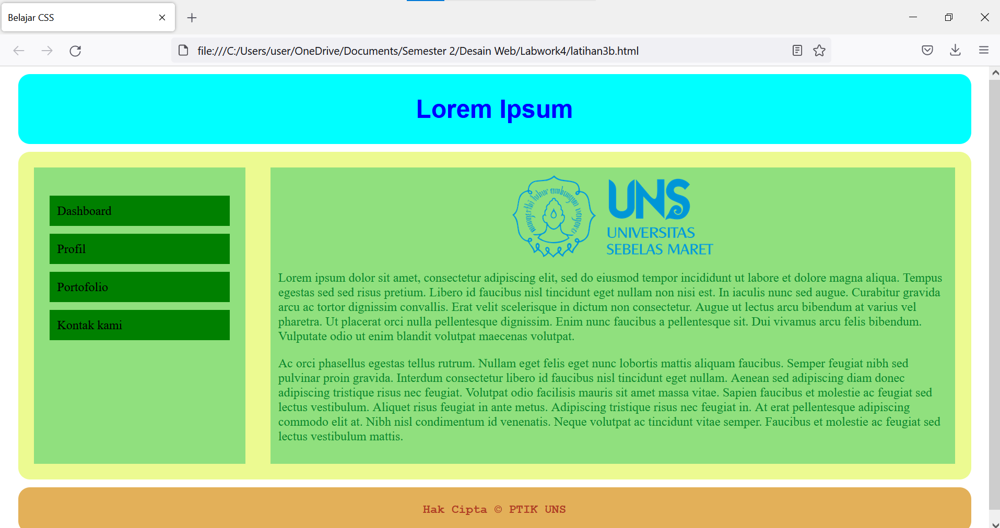 Belajar CSS
file:///C:/Users/user/OneDrive/Documents/Semester 2/Desain Web/Labwork4/latihan3b.html
Lorem Ipsum
Dashboard
Profil
Portofolio
Kontak kami
UNS
UNIVERSITAS
SEBELAS MARET
Lorem ipsum dolor sit amet, consectetur adipiscing elit, sed do eiusmod tempor incididunt ut labore et dolore magna aliqua. Tempus
egestas sed sed risus pretium. Libero id faucibus nisl tincidunt eget nullam non nisi est. In iaculis nunc sed augue. Curabitur gravida
arcu ac tortor dignissim convallis. Erat velit scelerisque in dictum non consectetur. Augue ut lectus arcu bibendum at varius vel
pharetra. Ut placerat orci nulla pellentesque dignissim. Enim nunc faucibus a pellentesque sit. Dui vivamus arcu felis bibendum.
Vulputate odio ut enim blandit volutpat maecenas volutpat.
Ac orci phasellus egestas tellus rutrum. Nullam eget felis eget nunc lobortis mattis aliquam faucibus. Semper feugiat nibh sed
pulvinar proin gravida. Interdum consectetur libero id faucibus nisl tincidunt eget nullam. Aenean sed adipiscing diam donec
adipiscing tristique risus nec feugiat. Volutpat odio facilisis mauris sit amet massa vitae. Sapien faucibus et molestie ac feugiat sed
lectus vestibulum. Aliquet risus feugiat in ante metus. Adipiscing tristique risus nec feugiat in. At erat pellentesque adipiscing
commodo elit at. Nibh nisl condimentum id venenatis. Neque volutpat ac tincidunt vitae semper. Faucibus et molestie ac feugiat sed
lectus vestibulum mattis.
Hak Cipta © PTIK UNS